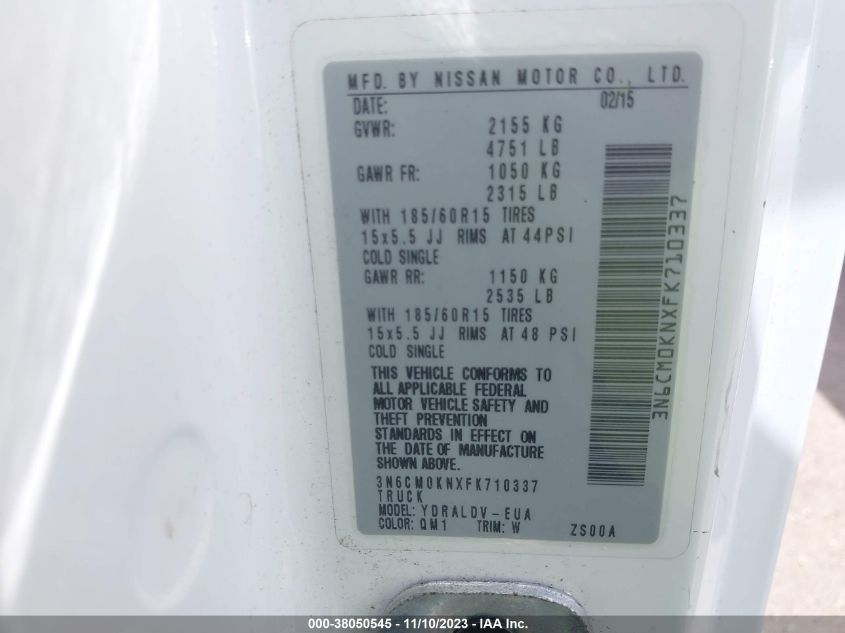 MFD. BY NISSAN MOTOR CO., LTD.
DATE: 02/15
GVWR: 2155 KG
4751 LB
GAWR FR: 1050 KG
2315 LB
WITH 185/60R15 TIRES
15x5.5 JJ RIMS AT 44PSI
COLD SINGLE
GAWR RR: 1150 KG
2535 LB
WITH 185/60R15 TIRES
15x5.5 JJ RIMS AT 48 PSI
COLD SINGLE
THIS VEHICLE CONFORMS TO
ALL APPLICABLE FEDERAL
MOTOR VEHICLE SAFETY AND
THEFT PREVENTION
STANDARDS IN EFFECT ON
THE DATE OF MANUFACTURE
SHOWN ABOVE.
3N6CM0KNXFK710337
TRUCK
MODEL: YDRALDV-EUA
COLOR: QM1 TRIM: W ZS00A
3N6CM0KNXFK710337
000-38050545 - 11/10/2023 - IAA Inc.